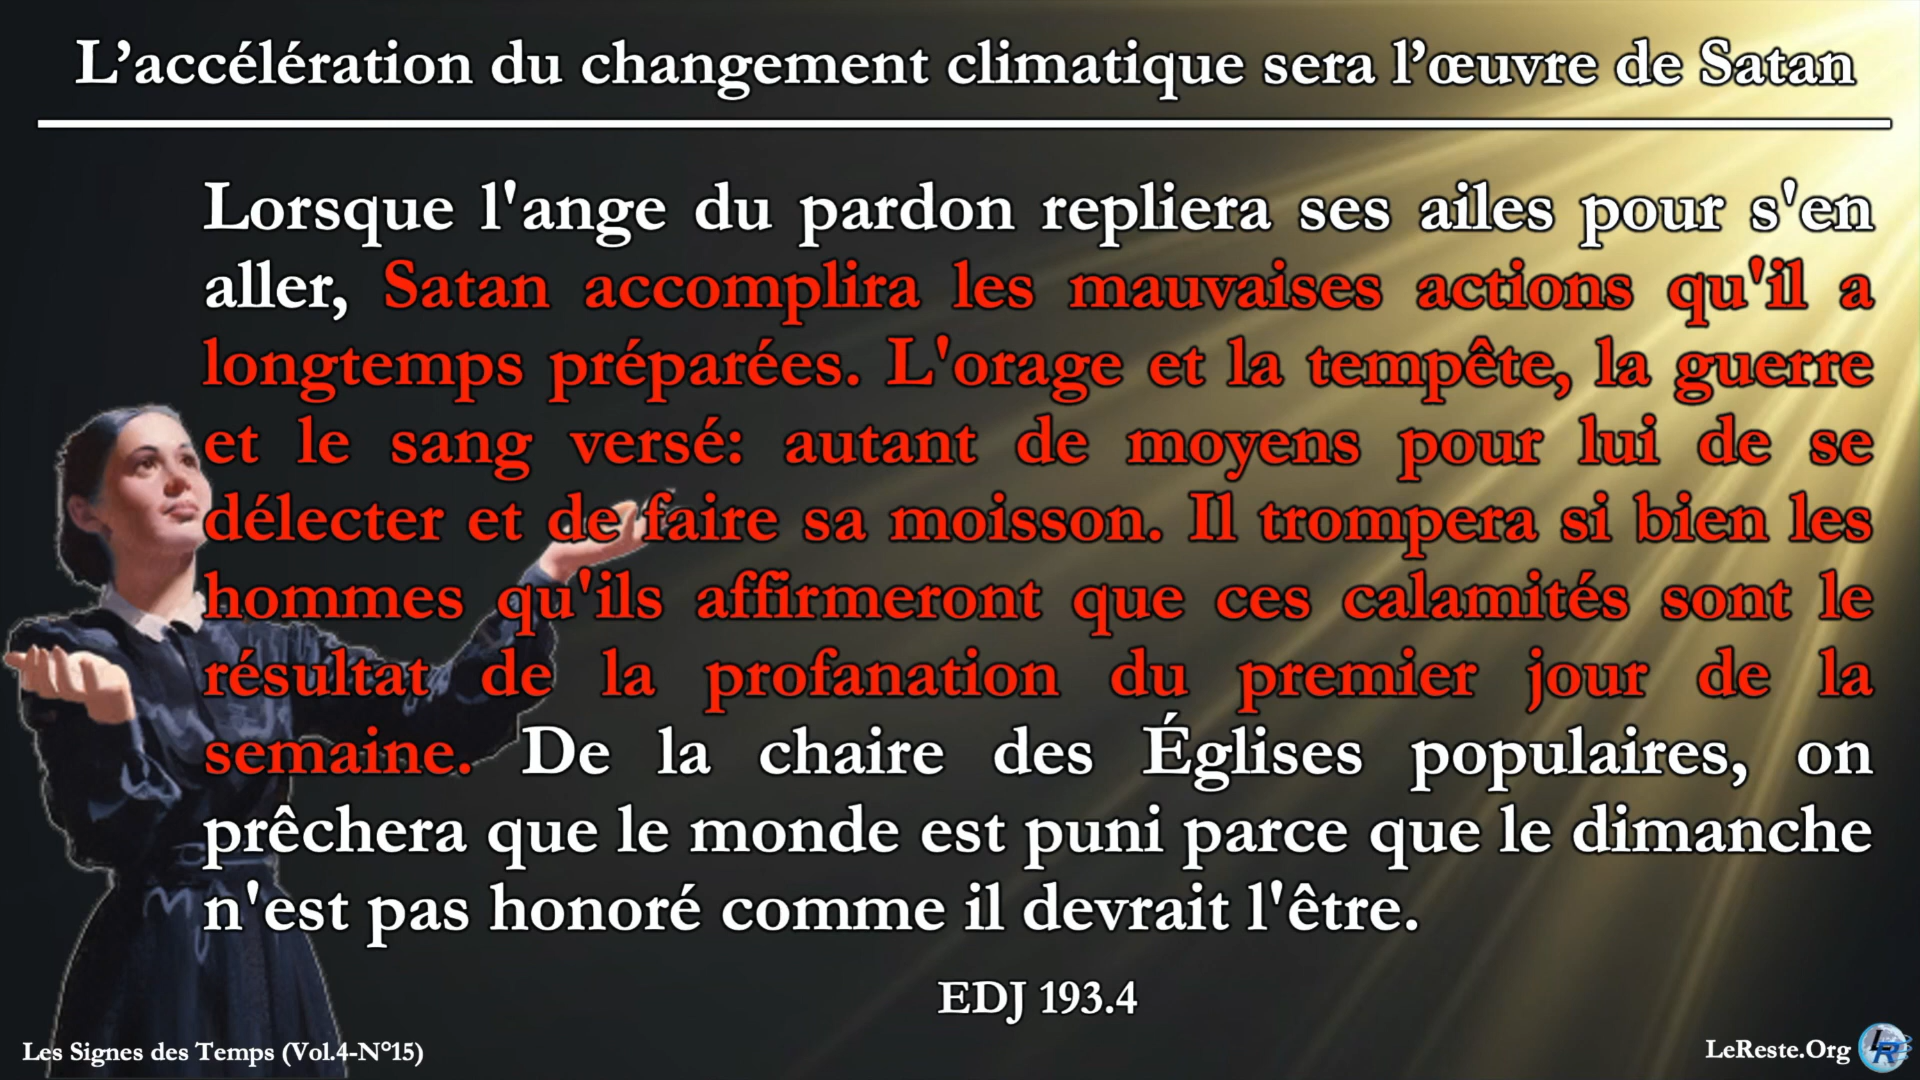 L’accélération du changement climatique sera l’œuvre de Satan
Lorsque l'ange du pardon repliera ses ailes pour s'en
aller, Satan accomplira les mauvaises actions qu'il a
longtemps préparées. L'orage et la tempête, la guerre
et le sang versé: autant de moyens pour lui de se
délecter et de faire sa moisson. Il trompera si bien les
hommes qu'ils affirmeront que ces calamités sont le
résultat de la profanation du premier jour de la
semaine. De la chaire des Églises populaires, on
prêchera que le monde est puni parce que le dimanche
n'est pas honoré comme il devrait l'être.
EDJ 193.4
Les Signes des Temps (Vol.4-N°15)
LeReste.Org
LR